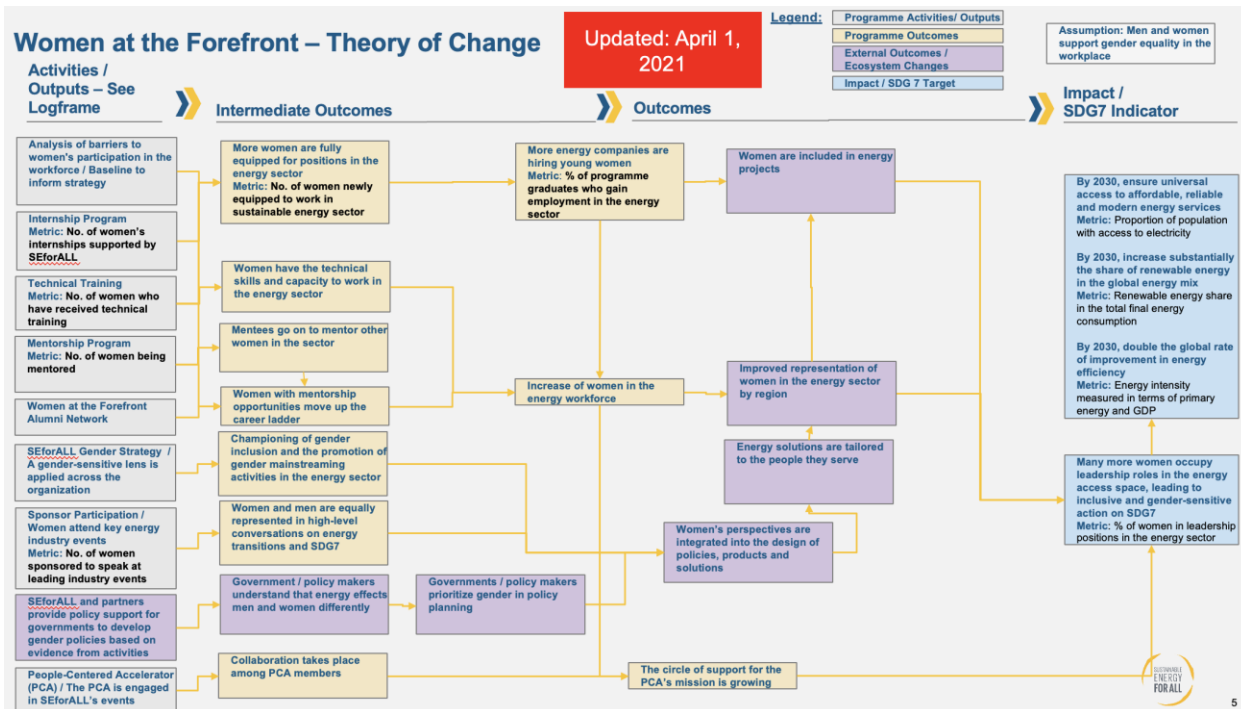 Women at the Forefront – Theory of Change
Updated: April 1,
2021
Legend:
Programme Activities/ Outputs
Programme Outcomes
External Outcomes /
Ecosystem Changes
Impact / SDG 7 Target
Assumption: Men and women
support gender equality in the
workplace
Activities /
Outputs – See
Logframe
Intermediate Outcomes
Outcomes
Impact /
SDG7 Indicator
Analysis of barriers to
women's participation in the
workforce / Baseline to
inform strategy
Internship Program
Metric: No. of women's
internships supported by
SEforALL
Technical Training
Metric: No. of women who
have received technical
training
Mentorship Program
Metric: No. of women being
mentored
Women at the Forefront
Alumni Network
SEforALL Gender Strategy /
A gender-sensitive lens is
applied across the
organization
Sponsor Participation /
Women attend key energy
industry events
Metric: No. of women
sponsored to speak at
leading industry events
SEforALL and partners
provide policy support for
governments to develop
gender policies based on
evidence from activities
People-Centered Accelerator
(PCA) / The PCA is engaged
in SEforALL's events
More women are fully
equipped for positions in the
energy sector
Metric: No. of women newly
equipped to work in
sustainable energy sector
Women have the technical
skills and capacity to work in
the energy sector
Mentees go on to mentor other
women in the sector
Women with mentorship
opportunities move up the
career ladder
Championing of gender
inclusion and the promotion of
gender mainstreaming
activities in the energy sector
Women and men are equally
represented in high-level
conversations on energy
transitions and SDG7
Government / policy makers
understand that energy effects
men and women differently
Governments / policy makers
prioritize gender in policy
planning
Collaboration takes place
among PCA members
More energy companies are
hiring young women
Metric: % of programme
graduates who gain
employment in the energy
sector
Increase of women in the
energy workforce
The circle of support for the
PCA's mission is growing
Women are included in energy
projects
Improved representation of
women in the energy sector
by region
Energy solutions are tailored
to the people they serve
Women's perspectives are
integrated into the design of
policies, products and
solutions
By 2030, ensure universal
access to affordable, reliable
and modern energy services
Metric: Proportion of population
with access to electricity
By 2030, increase substantially
the share of renewable energy
in the global energy mix
Metric: Renewable energy share
in the total final energy
consumption
By 2030, double the global rate
of improvement in energy
efficiency
Metric: Energy intensity
measured in terms of primary
energy and GDP
Many more women occupy
leadership roles in the energy
access space, leading to
inclusive and gender-sensitive
action on SDG7
Metric: % of women in leadership
positions in the energy sector
SUSTAINABLE
ENERGY
FOR ALL
5